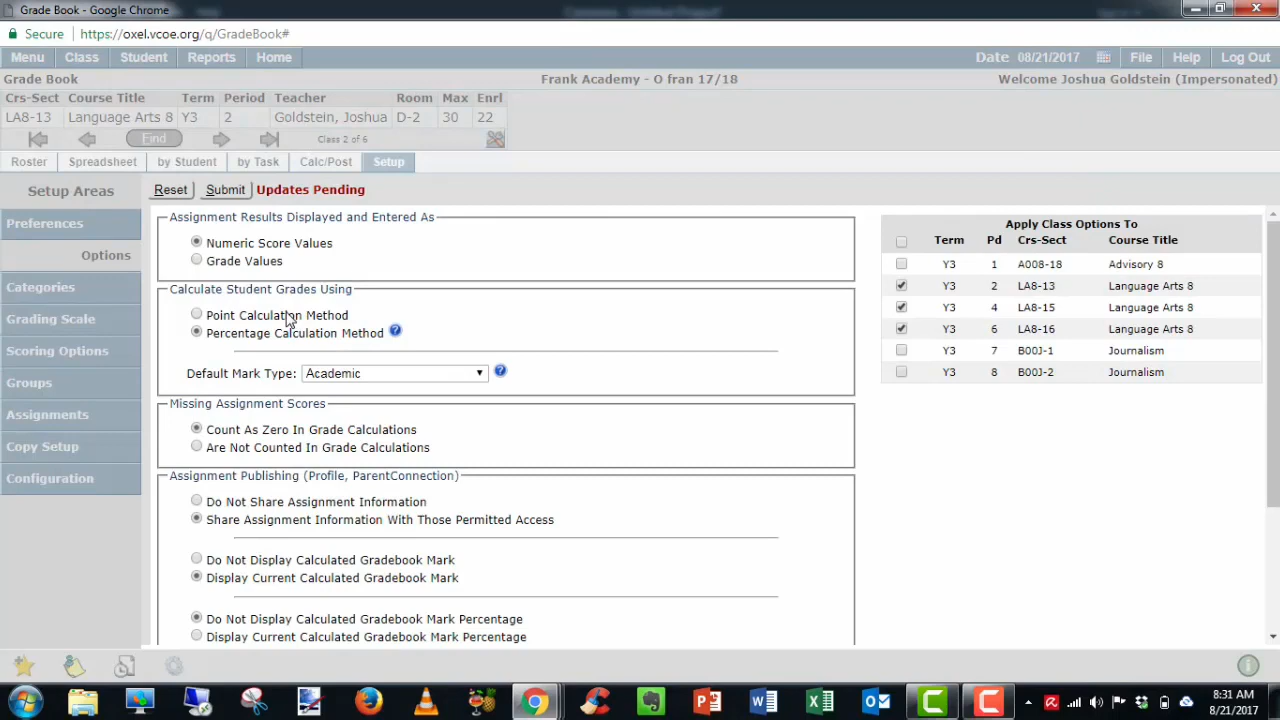 Grade Book - Google Chrome
Secure https://oxel.vcoe.org/q/GradeBook#
Menu Class Student Reports Home Date 08/21/2017 File Help Log Out
Grade Book Frank Academy - O fran 17/18 Welcome Joshua Goldstein (Impersonated)
Crs-Sect Course Title Term Period Teacher Room Max Enrl
LA8-13 Language Arts 8 Y3 2 Goldstein, Joshua D-2 30 22
Find Class 2 of 6
Roster Spreadsheet by Student by Task Calc/Post Setup
Setup Areas
Preferences
Options
Categories
Grading Scale
Scoring Options
Groups
Assignments
Copy Setup
Configuration
Reset Submit Updates Pending
Assignment Results Displayed and Entered As
Numeric Score Values
Grade Values
Calculate Student Grades Using
Point Calculation Method
Percentage Calculation Method ?
Default Mark Type: Academic ?
Missing Assignment Scores
Count As Zero In Grade Calculations
Are Not Counted In Grade Calculations
Assignment Publishing (Profile, ParentConnection)
Do Not Share Assignment Information
Share Assignment Information With Those Permitted Access
Do Not Display Calculated Gradebook Mark
Display Current Calculated Gradebook Mark
Do Not Display Calculated Gradebook Mark Percentage
Display Current Calculated Gradebook Mark Percentage
Apply Class Options To
Term Pd Crs-Sect Course Title
Y3 1 A008-18 Advisory 8
Y3 2 LA8-13 Language Arts 8
Y3 4 LA8-15 Language Arts 8
Y3 6 LA8-16 Language Arts 8
Y3 7 B00J-1 Journalism
Y3 8 B00J-2 Journalism
8:31 AM
8/21/2017